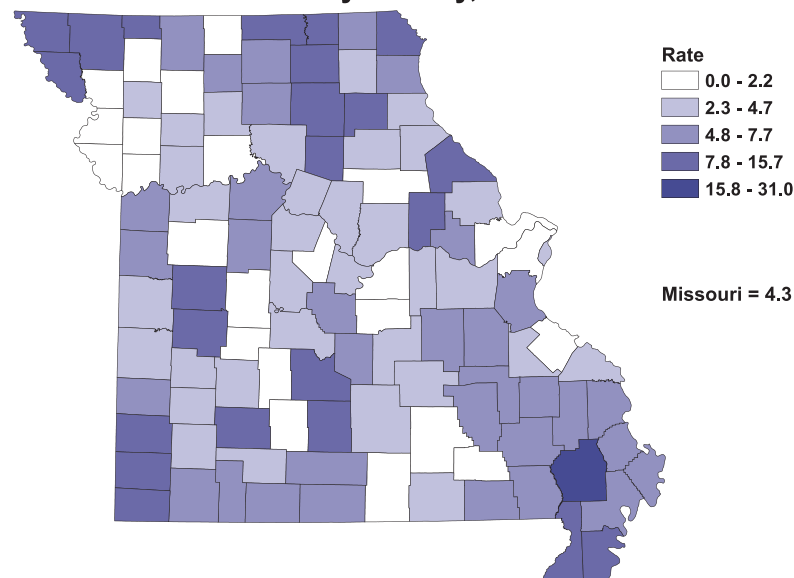 Rate
0.0 - 2.2
2.3 - 4.7
4.8 - 7.7
7.8 - 15.7
15.8 - 31.0
Missouri = 4.3